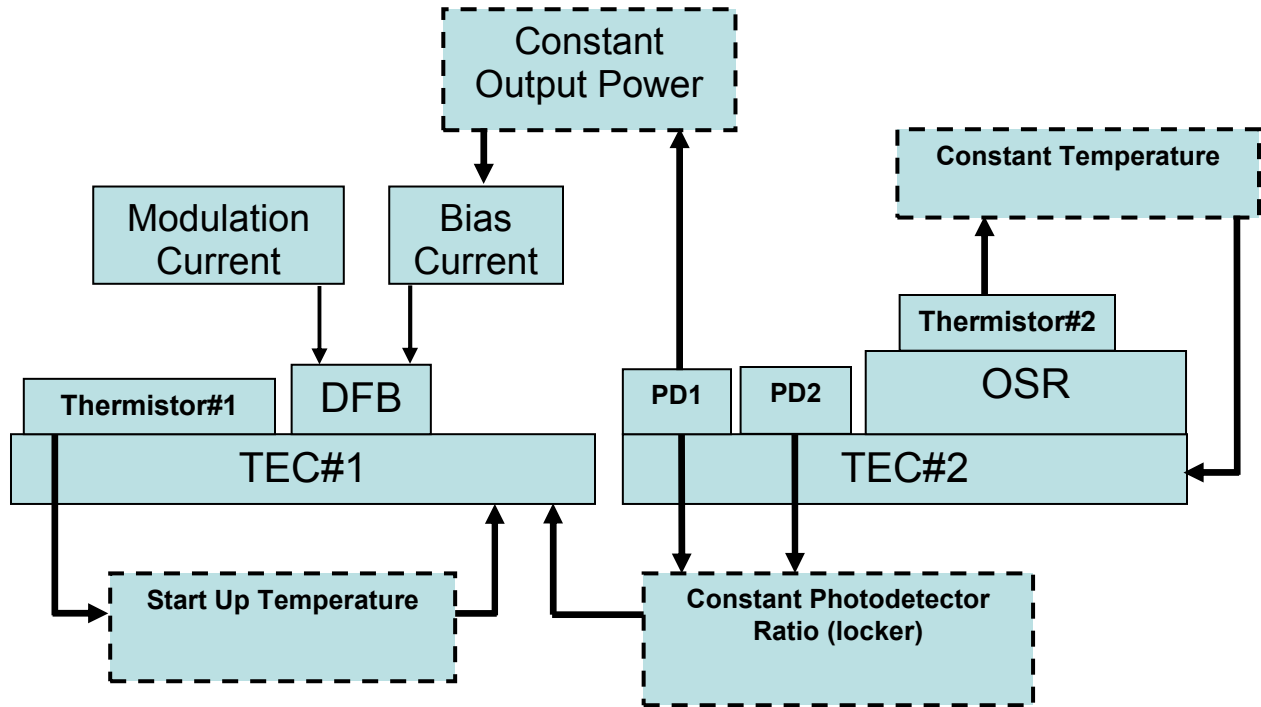 Constant
Output Power
Constant Temperature
Modulation
Current
Bias
Current
Thermistor#2
Thermistor#1
DFB
PD1
PD2
OSR
TEC#1
TEC#2
Start Up Temperature
Constant Photodetector
Ratio (locker)